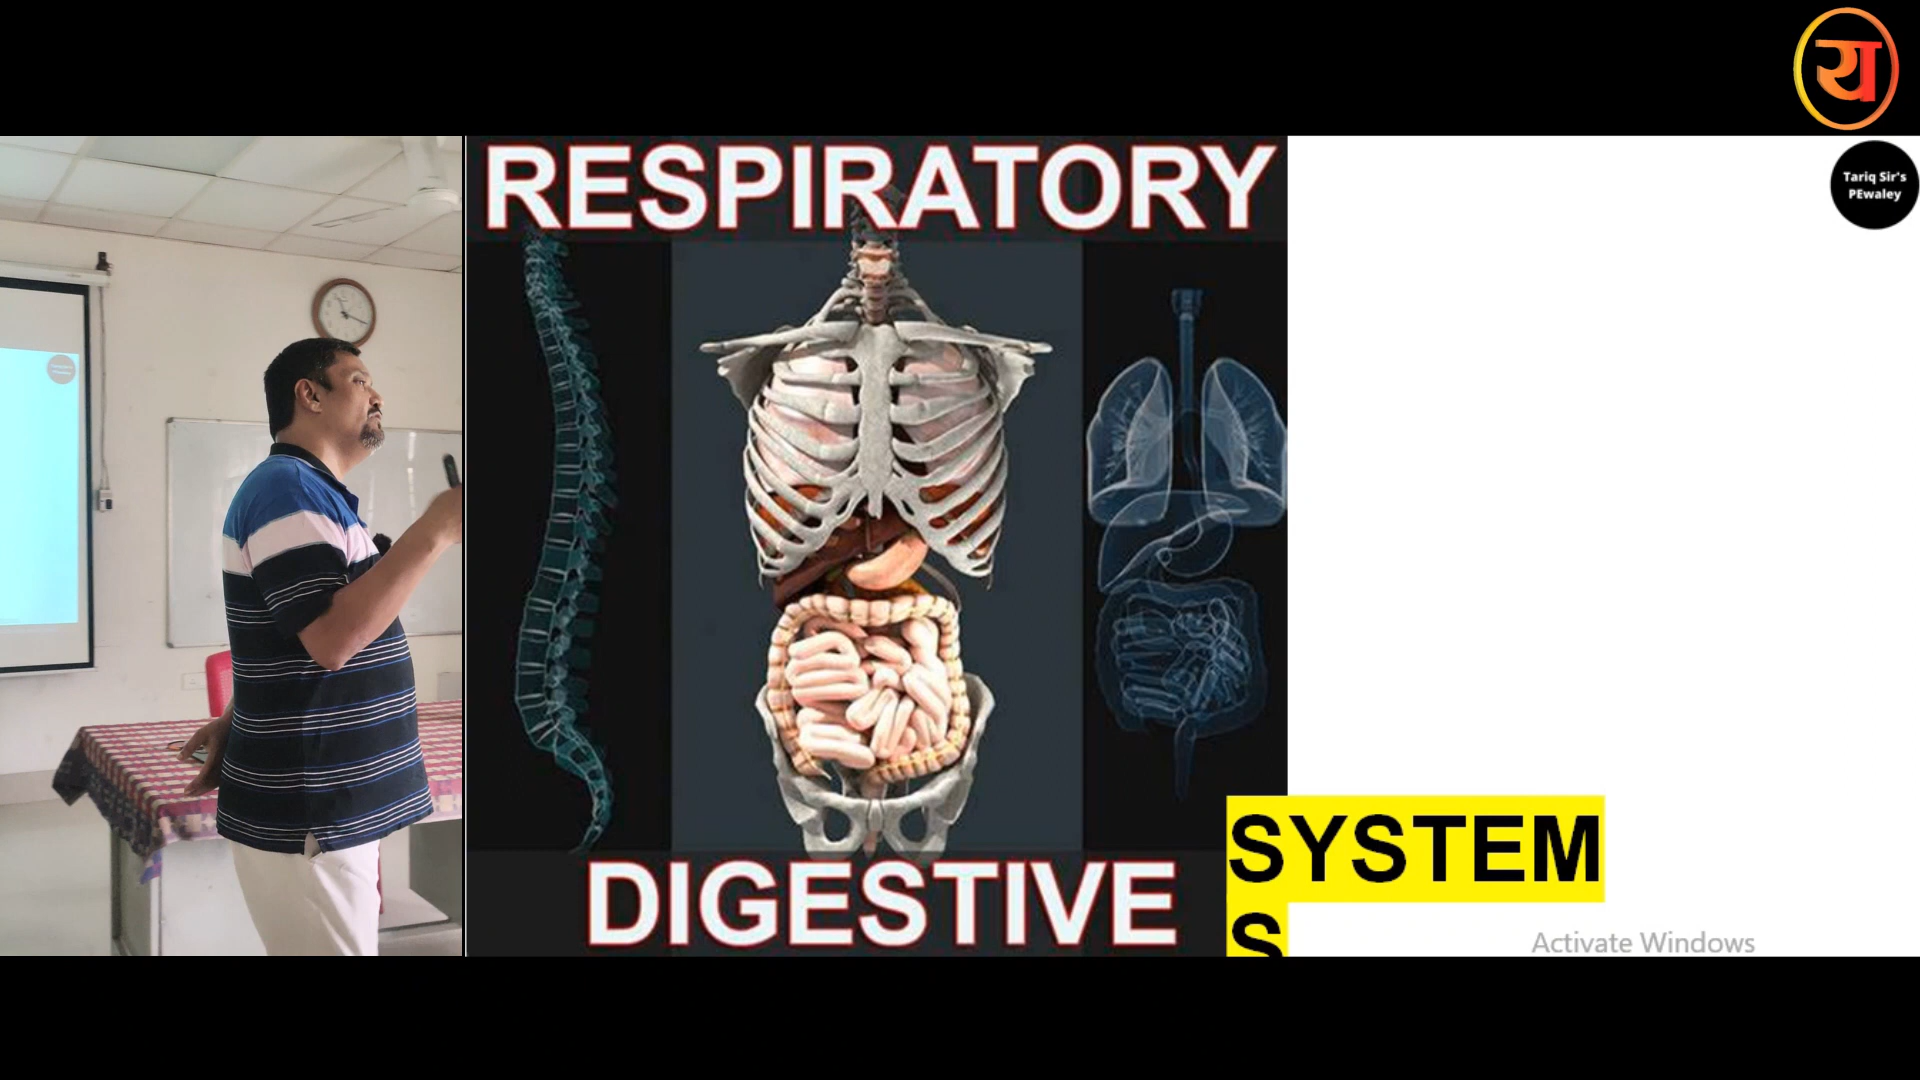 य
Tariq Sir's
PEwaley
RESPIRATORY
DIGESTIVE
SYSTEM
S
Activate Windows